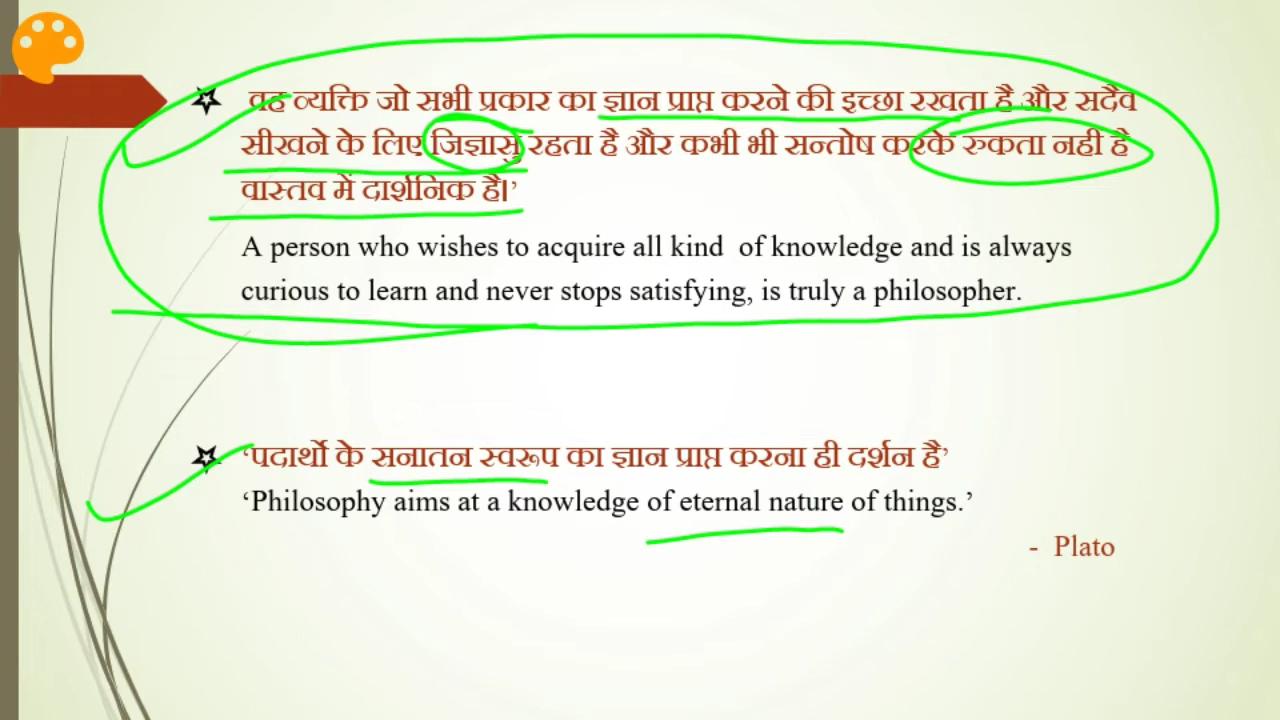 वह व्यक्ति जो सभी प्रकार का ज्ञान प्राप्त करने की इच्छा रखता है और सदैव
सीखने के लिए जिज्ञासु रहता है और कभी भी सन्तोष करके रुकता नही है
वास्तव में दार्शनिक है।’
A person who wishes to acquire all kind of knowledge and is always
curious to learn and never stops satisfying, is truly a philosopher.
‘पदार्थो के सनातन स्वरूप का ज्ञान प्राप्त करना ही दर्शन है’
‘Philosophy aims at a knowledge of eternal nature of things.’
- Plato